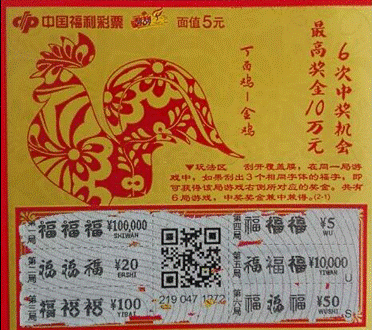 中国福利彩票 刮刮乐 面值5元
丁酉鸡—金鸡
最高奖金10万元
6次中奖机会
▼玩法区 刮开覆盖膜，在同一局游
戏中，如果刮出3个相同字体的福字，即
可获得该局游戏右侧所对应的奖金。共有
6局游戏，中奖奖金兼中兼得。(2-1)
第一局 福 福 福 ¥100,000
SHIWAN
第二局 福 福 福 ¥20
ERSHI
第三局 福 福 福 ¥100
YIBAI
219 047 1372
第四局 福 福 福 ¥5
WU
福 福 福 ¥10,000
YIWAN
福 福 福 ¥50
WUSHI
U
S